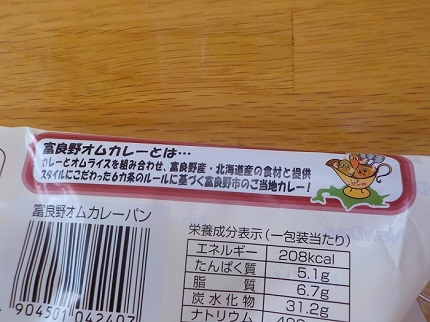 富良野オムカレーとは…
カレーとオムライスを組み合わせ、富良野産・北海道産の食材と提供
スタイルにこだわった6カ条のルールに基づく富良野市のご当地カレー!
富良野オムカレーパン
栄養成分表示(一包装当たり)
エネルギー 208kcal
たんぱく質 5.1g
脂質 6.7g
炭水化物 31.2g
ナトリウム
904501 042407